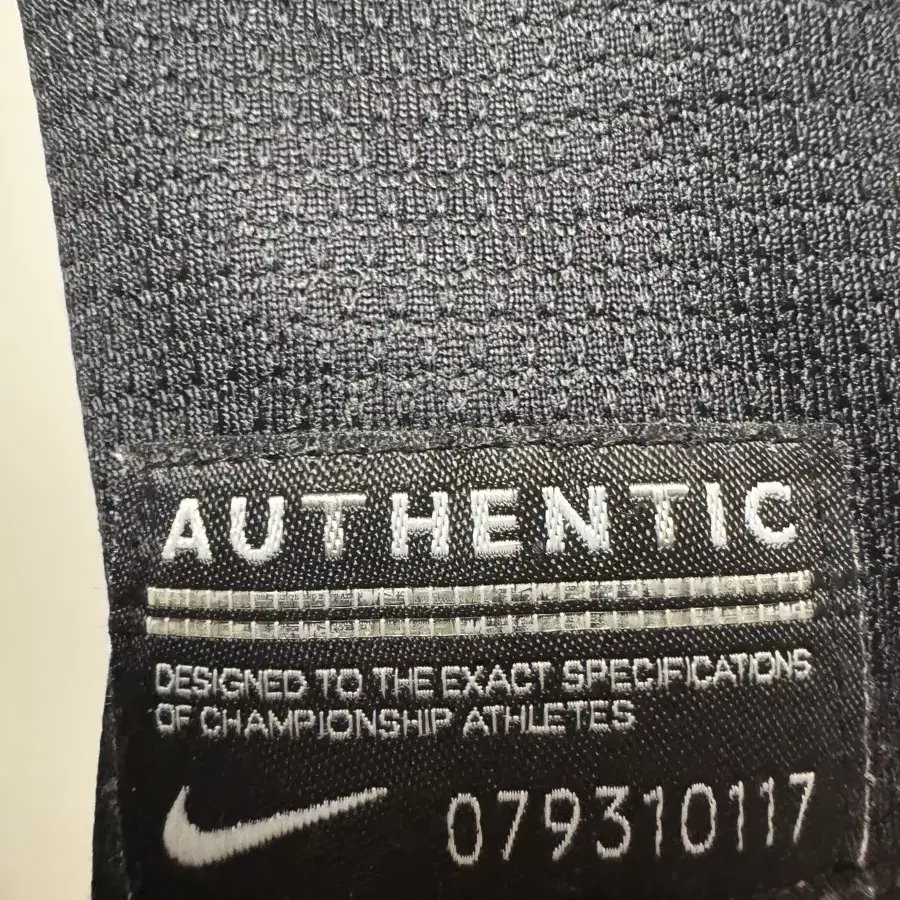 AUTHENTIC
DESIGNED TO THE EXACT SPECIFICATIONS
OF CHAMPIONSHIP ATHLETES
079310117